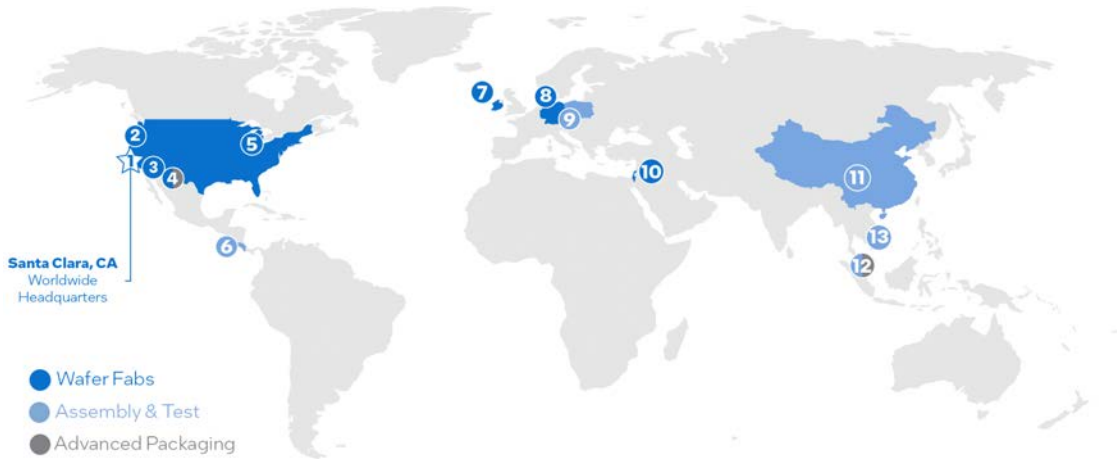 7
8
2
5
9
1
3
4
10
11
6
13
12
Santa Clara, CA
Worldwide
Headquarters
Wafer Fabs
Assembly & Test
Advanced Packaging